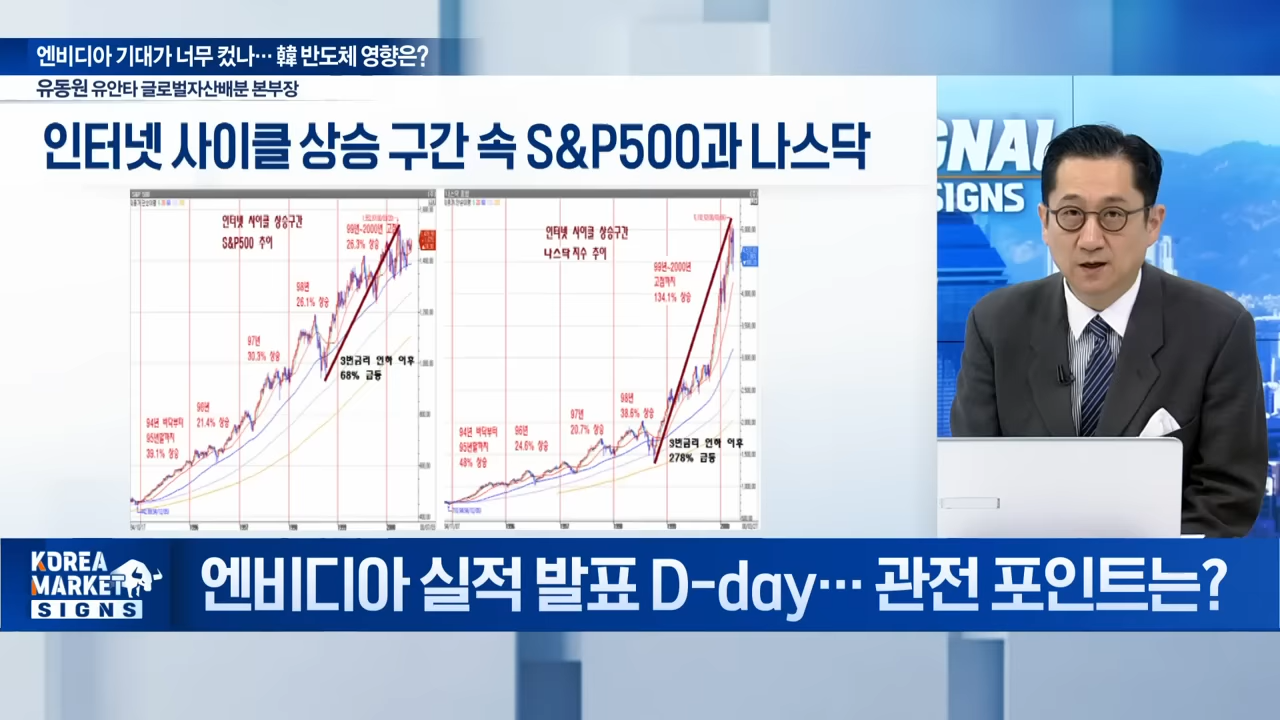 엔비디아 기대가 너무 컸나… 韓 반도체 영향은?
유동원 유안타 글로벌자산배분 본부장
인터넷 사이클 상승 구간 속 S&P500과 나스닥
GNAL
SIGNS
S&P 500
인터넷 사이클 상승구간
S&P500 추이
99년-2000년 고점
26.3% 상승
98년
26.1% 상승
97년
30.3% 상승
96년
21.4% 상승
94년 바닥부터
95년말까지
39.1% 상승
3번금리 인하 이후
68% 급등
1996
1997
1998
1999
2000
인터넷 사이클 상승구간
나스닥 지수 추이
99년-2000년
고점까지
134.1% 상승
98년
38.6% 상승
97년
20.7% 상승
96년
24.6% 상승
94년 바닥부터
95년말까지
48% 상승
3번금리 인하 이후
278% 급등
1996
1997
1998
1999
2000
KOREA
MARKET
SIGNS
엔비디아 실적 발표 D-day… 관전 포인트는?